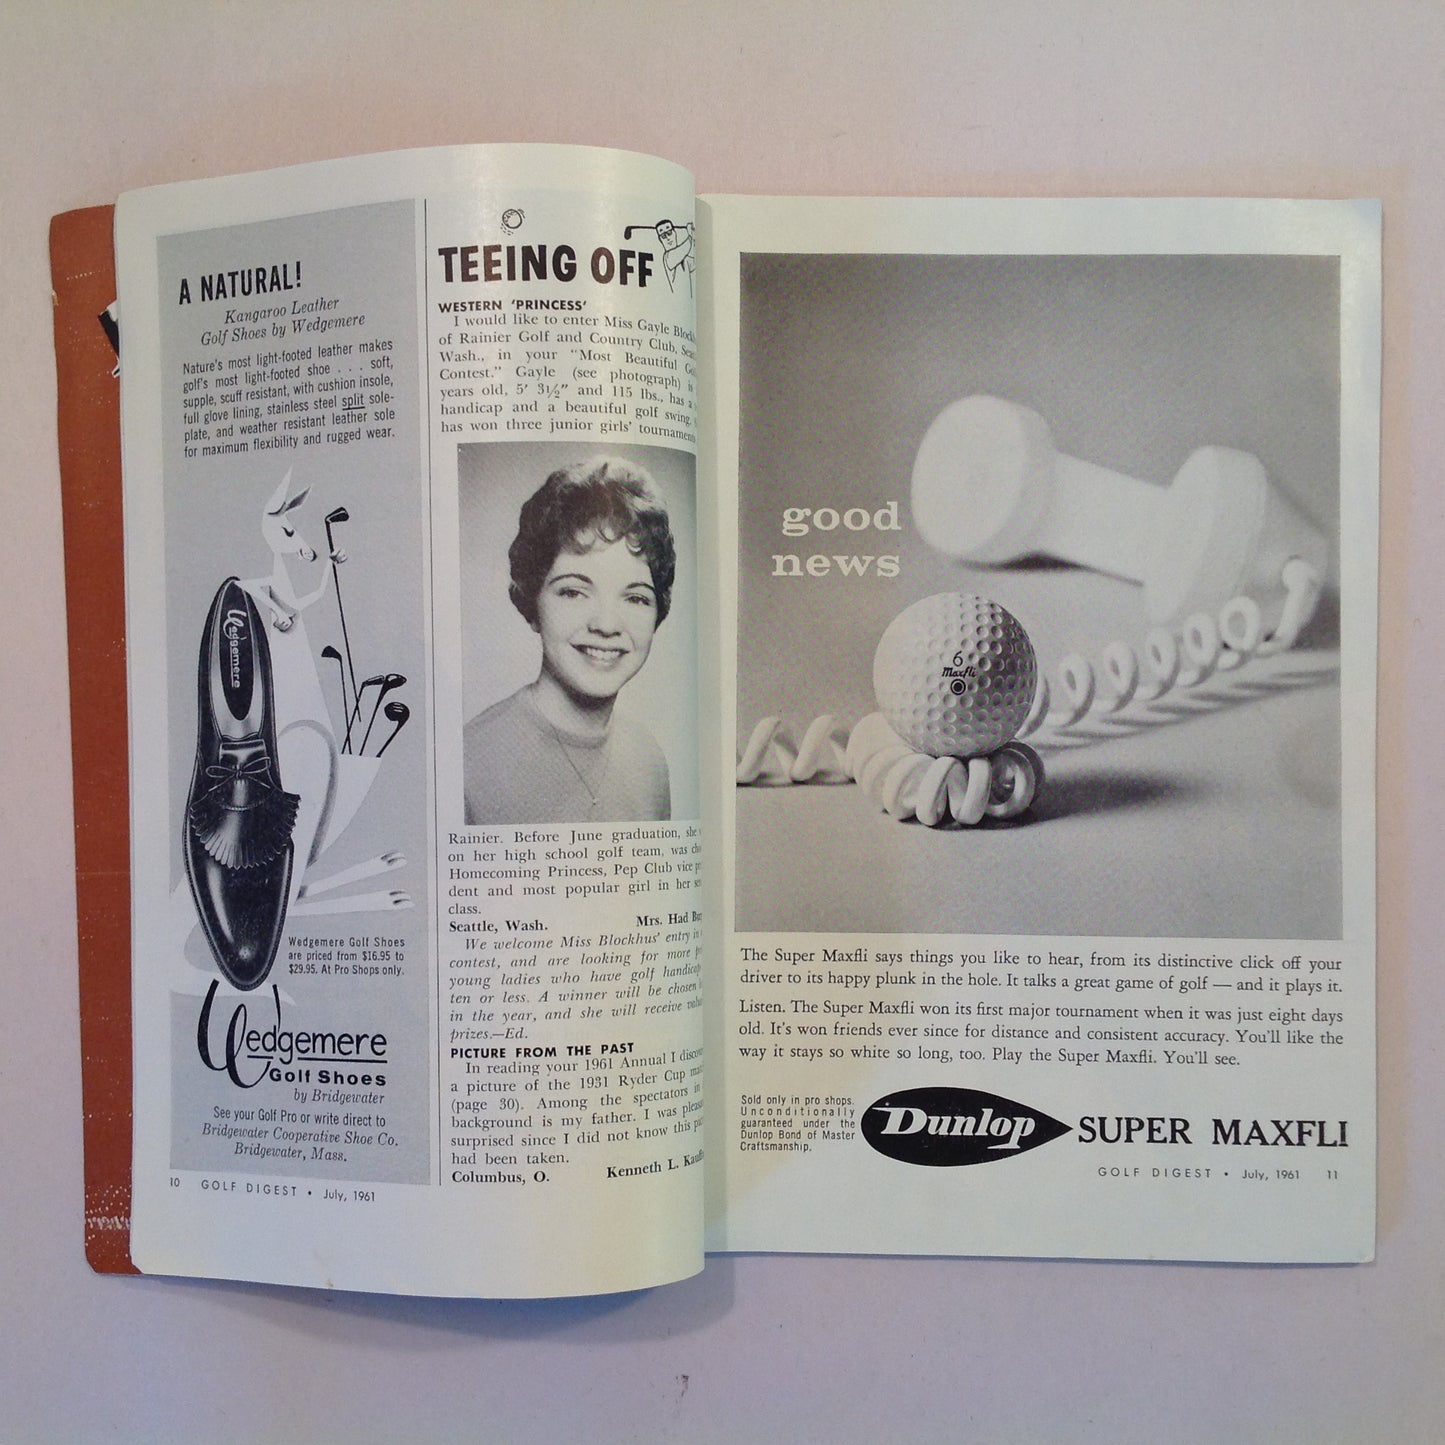 A NATURAL!
Kangaroo Leather
Golf Shoes by Wedgemere
Nature's most light-footed leather makes
golf's most light-footed shoe . . . soft,
supple, scuff resistant, with cushion insole,
full glove lining, stainless steel split sole-
plate, and weather resistant leather sole
for maximum flexibility and rugged wear.
Wedgemere
Wedgemere Golf Shoes
are priced from $16.95 to
$29.95. At Pro Shops only.
Wedgemere
Golf Shoes
by Bridgewater
See your Golf Pro or write direct to
Bridgewater Cooperative Shoe Co.
Bridgewater, Mass.
10 GOLF DIGEST • July, 1961
TEEING OFF
WESTERN 'PRINCESS'
I would like to enter Miss Gayle
of Rainier Golf and Country Club,
Wash., in your "Most Beautiful
Contest." Gayle (see photograph)
years old, 5' 3½" and 115 lbs., has a
handicap and a beautiful golf swing.
has won three junior girls' tournaments
Rainier. Before June graduation, she
on her high school golf team, was
Homecoming Princess, Pep Club vice
dent and most popular girl in her
class.
Seattle, Wash. Mrs. Had
We welcome Miss Blockhus' entry in
contest, and are looking for more
young ladies who have golf
ten or less. A winner will be chosen
in the year, and she will receive
prizes.—Ed.
PICTURE FROM THE PAST
In reading your 1961 Annual I
a picture of the 1931 Ryder Cup
(page 30). Among the spectators in
background is my father. I was
surprised since I did not know this
had been taken.
Columbus, O. Kenneth L.
good
news
6
Maxfli
The Super Maxfli says things you like to hear, from its distinctive click off your
driver to its happy plunk in the hole. It talks a great game of golf — and it plays it.
Listen. The Super Maxfli won its first major tournament when it was just eight days
old. It's won friends ever since for distance and consistent accuracy. You'll like the
way it stays so white so long, too. Play the Super Maxfli. You'll see.
Sold only in pro shops.
Unconditionally
guaranteed under the
Dunlop Bond of Master
Craftsmanship.
Dunlop SUPER MAXFLI
GOLF DIGEST • July, 1961 11